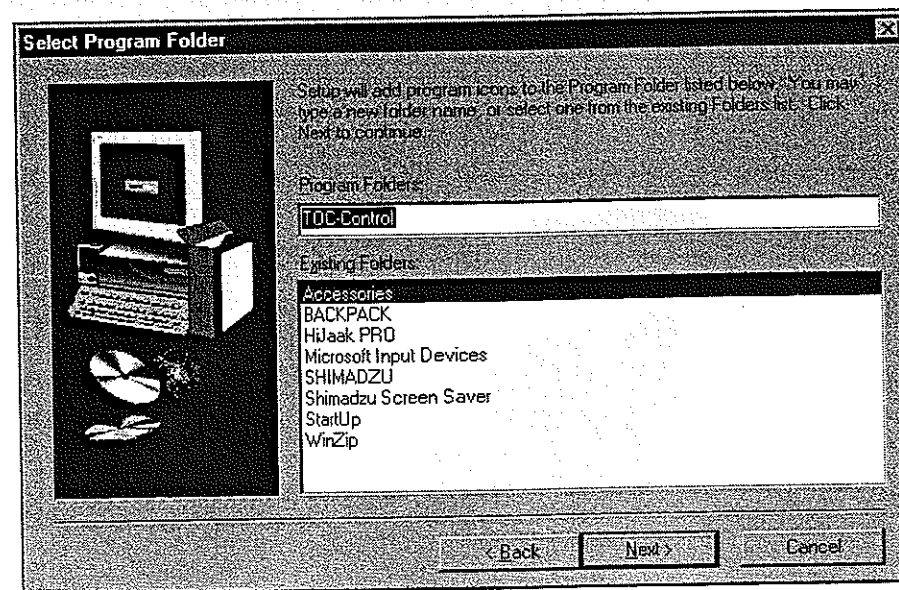 Select Program Folder
Setup will add program icons to the Program Folder listed below. You may
type a new folder name, or select one from the existing Folders list. Click
Next to continue.
Program Folders:
TOC-Control
Existing Folders:
Accessories
BACKPACK
HiJaak PRO
Microsoft Input Devices
SHIMADZU
Shimadzu Screen Saver
StartUp
WinZip
< Back
Next >
Cancel